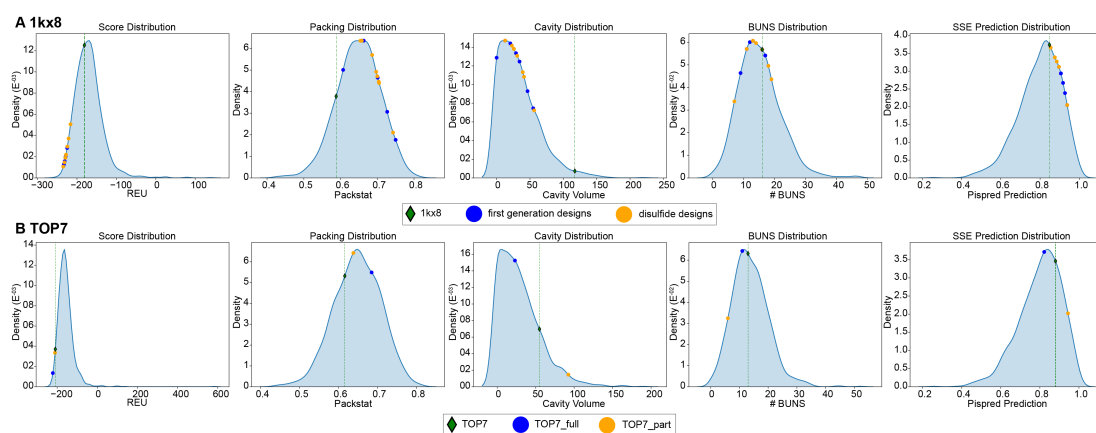 A 1kx8
Score Distribution
Packing Distribution
Cavity Distribution
BUNS Distribution
SSE Prediction Distribution
Density (E⁻⁰³)
12
10
08
06
04
02
00
−300 −200 −100 0 100
REU
Density
6
5
4
3
2
1
0
0.4 0.5 0.6 0.7 0.8
Packstat
Density (E⁻⁰³)
14
12
10
08
06
04
02
00
0 50 100 150 200 250
Cavity Volume
Density (E⁻⁰²)
6
5
4
3
2
1
0
0 10 20 30 40 50
# BUNS
Density
4.0
3.5
3.0
2.5
2.0
1.5
1.0
0.5
0.0
0.2 0.4 0.6 0.8 1.0
Pispred Prediction
1kx8 first generation designs disulfide designs
B TOP7
Score Distribution
Packing Distribution
Cavity Distribution
BUNS Distribution
SSE Prediction Distribution
Density (E⁻⁰³)
14
12
10
08
06
04
02
00
−200 0 200 400 600
REU
Density
6
5
4
3
2
1
0
0.4 0.5 0.6 0.7 0.8
Packstat
Density (E⁻⁰³)
16
14
12
10
08
06
04
02
00
0 50 100 150 200
Cavity Volume
Density (E⁻⁰²)
6
5
4
3
2
1
0
0 10 20 30 40 50
# BUNS
Density
3.5
3.0
2.5
2.0
1.5
1.0
0.5
0.0
0.2 0.4 0.6 0.8 1.0
Pispred Prediction
TOP7 TOP7_full TOP7_part